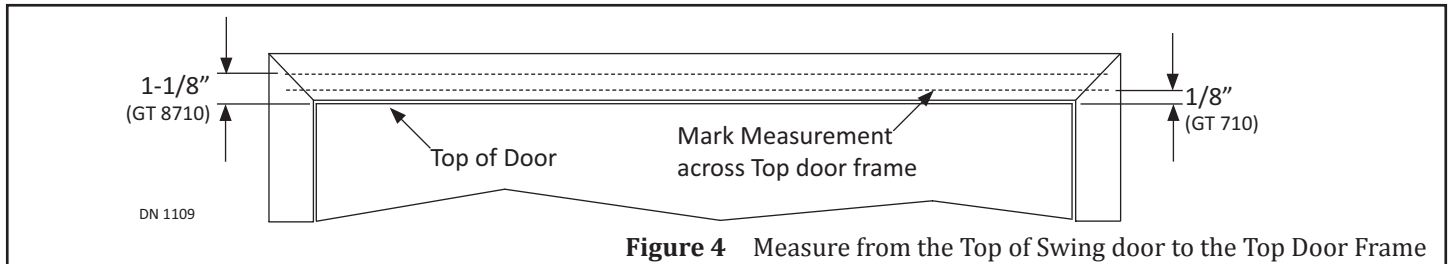 1-1/8”
(GT 8710)
1/8”
(GT 710)
Top of Door
Mark Measurement
across Top door frame
DN 1109
Figure 4 Measure from the Top of Swing door to the Top Door Frame